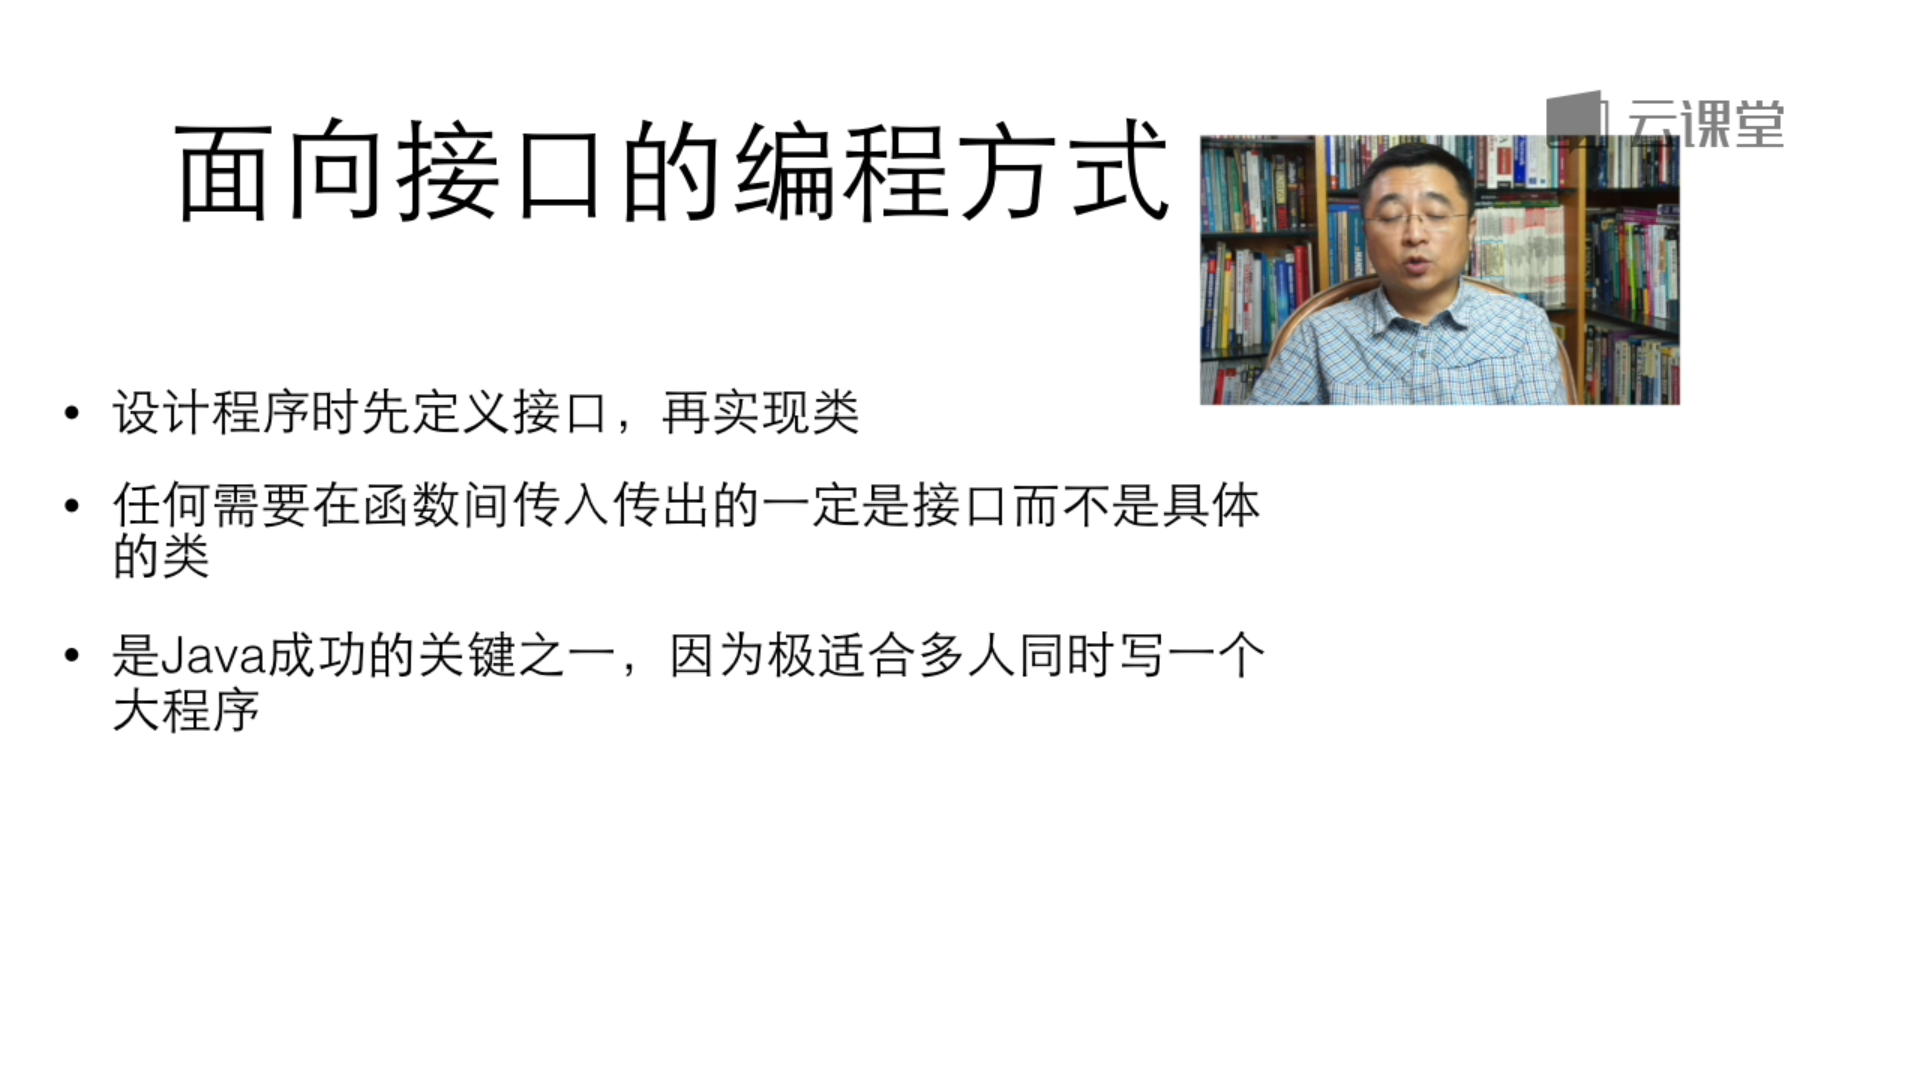 面向接口的编程方式
云课堂
设计程序时先定义接口，再实现类
任何需要在函数间传入传出的一定是接口而不是具体
的类
是Java成功的关键之一，因为极适合多人同时写一个
大程序